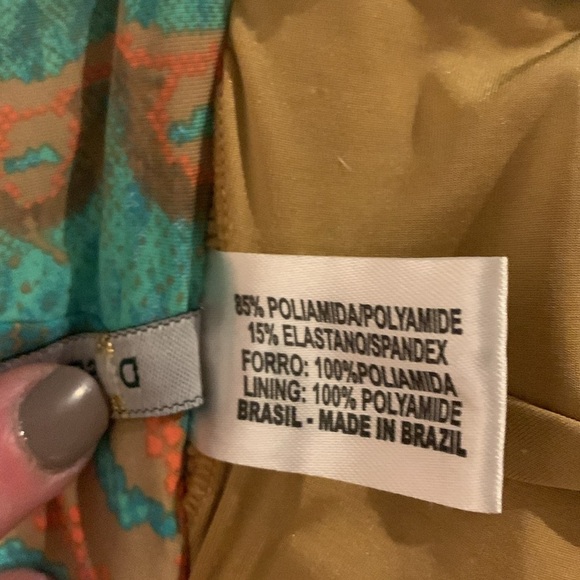 85% POLIAMIDA/POLYAMIDE
15% ELASTANO/SPANDEX
FORRO: 100%POLIAMIDA
LINING: 100% POLYAMIDE
BRASIL - MADE IN BRAZIL
D